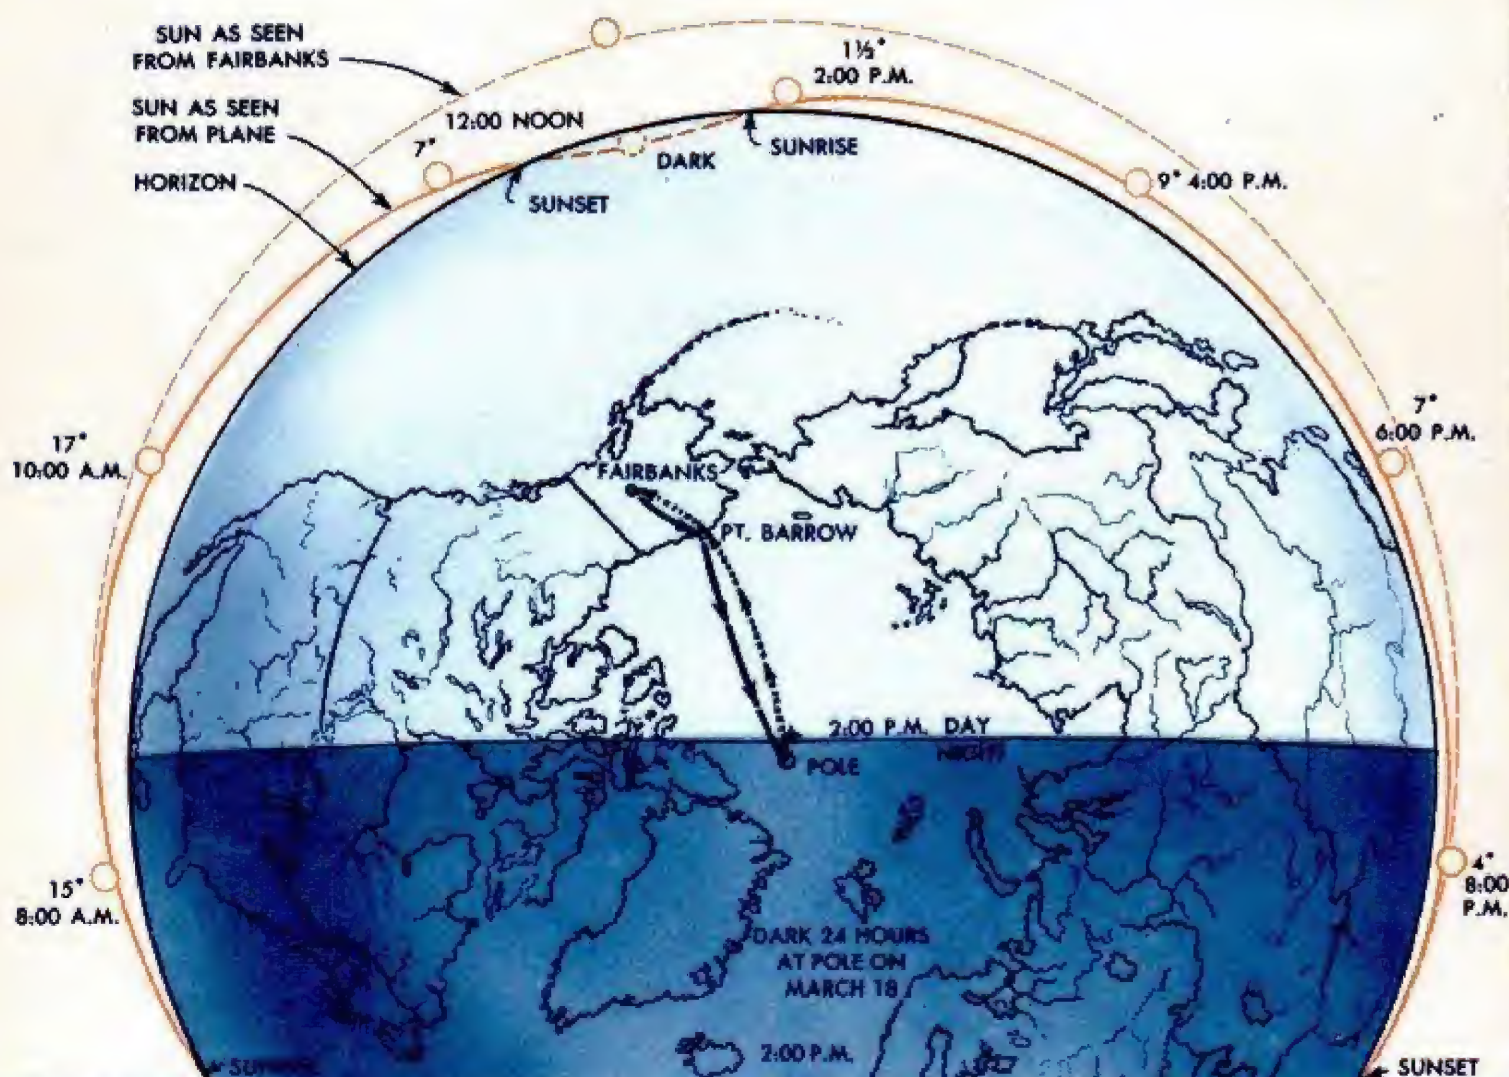 SUN AS SEEN
FROM FAIRBANKS
SUN AS SEEN
FROM PLANE
HORIZON
7°
12:00 NOON
1½°
2:00 P.M.
DARK
SUNRISE
SUNSET
9° 4:00 P.M.
17°
10:00 A.M.
7°
6:00 P.M.
FAIRBANKS
PT. BARROW
2:00 P.M. DAY
NIGHT
POLE
15°
8:00 A.M.
4°
8:00
P.M.
DARK 24 HOURS
AT POLE ON
MARCH 18
2:00 P.M.
SUNRISE
SUNSET